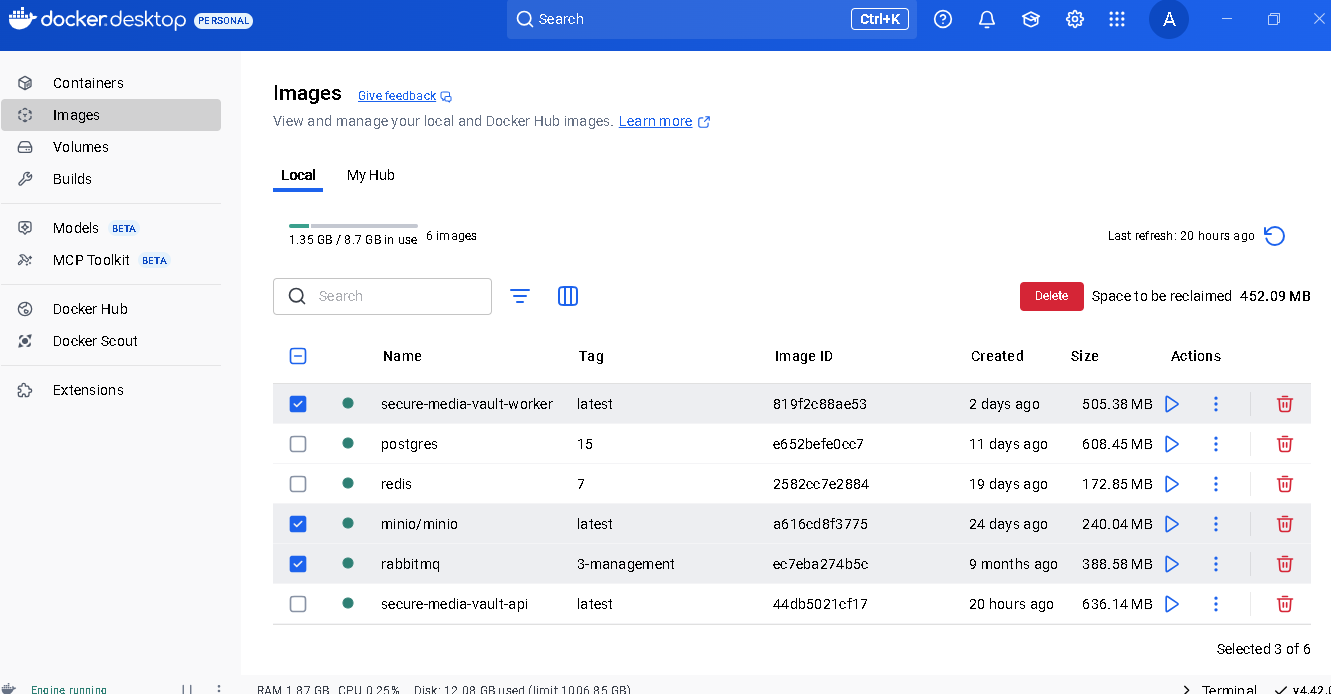 docker.desktop PERSONAL Search Ctrl+K A
Containers
Images
Volumes
Builds
Models BETA
MCP Toolkit BETA
Docker Hub
Docker Scout
Extensions
Images Give feedback
View and manage your local and Docker Hub images. Learn more
Local My Hub
1.35 GB / 8.7 GB in use 6 images
Last refresh: 20 hours ago
Search
Delete Space to be reclaimed 452.09 MB
Name Tag Image ID Created Size Actions
secure-media-vault-worker latest 819f2c88ae53 2 days ago 505.38 MB
postgres 15 e652befe0cc7 11 days ago 608.45 MB
redis 7 2582cc7e2884 19 days ago 172.85 MB
minio/minio latest a616cd8f3775 24 days ago 240.04 MB
rabbitmq 3-management ec7eba274b5c 9 months ago 388.58 MB
secure-media-vault-api latest 44db5021cf17 20 hours ago 636.14 MB
Selected 3 of 6
Engine running RAM 1.87 GB CPU 0.25% Disk: 12.08 GB used (limit 1006.85 GB) Terminal v4.42.0